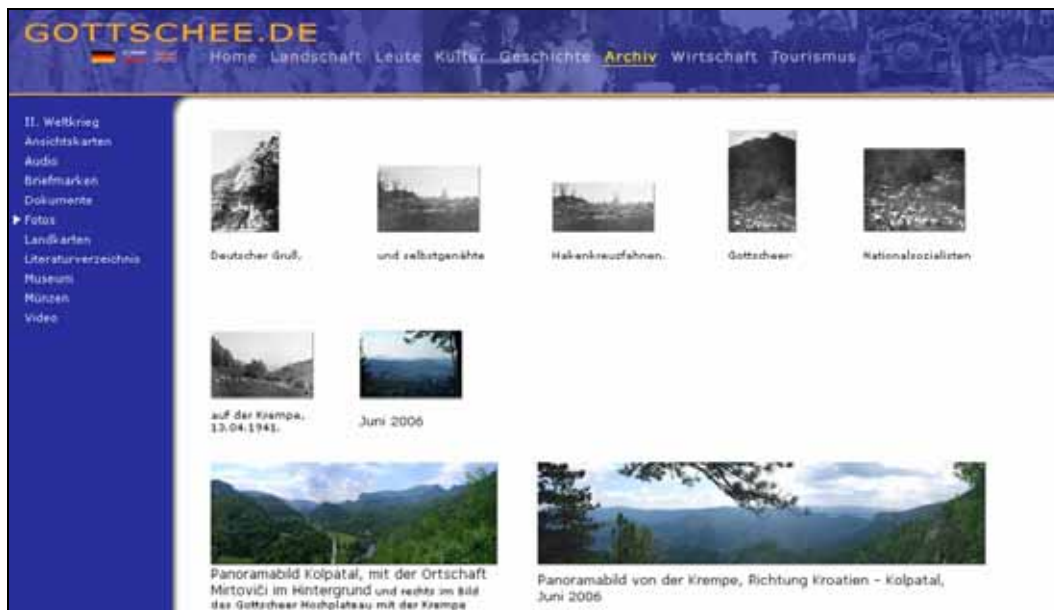 GOTTSCHEE.DE
Home Landschaft Leute Kultur Geschichte Archiv Wirtschaft Tourismus
II. Weltkrieg
Ansichtskarten
Audio
Briefmarken
Dokumente
Fotos
Landkarten
Literaturverzeichnis
Museum
Münzen
Video
Deutscher Gruß,
und selbstgenähte
Hakenkreuzfahnen.
Gottscheer-
Nationalsozialisten
auf der Krempe,
13.04.1941.
Juni 2006
Panoramabild Kolpatal, mit der Ortschaft
Mirtoviči im Hintergrund und rechts im Bild
das Gottscheer Hochplateau mit der Krempe
Panoramabild von der Krempe, Richtung Kroatien - Kolpatal,
Juni 2006